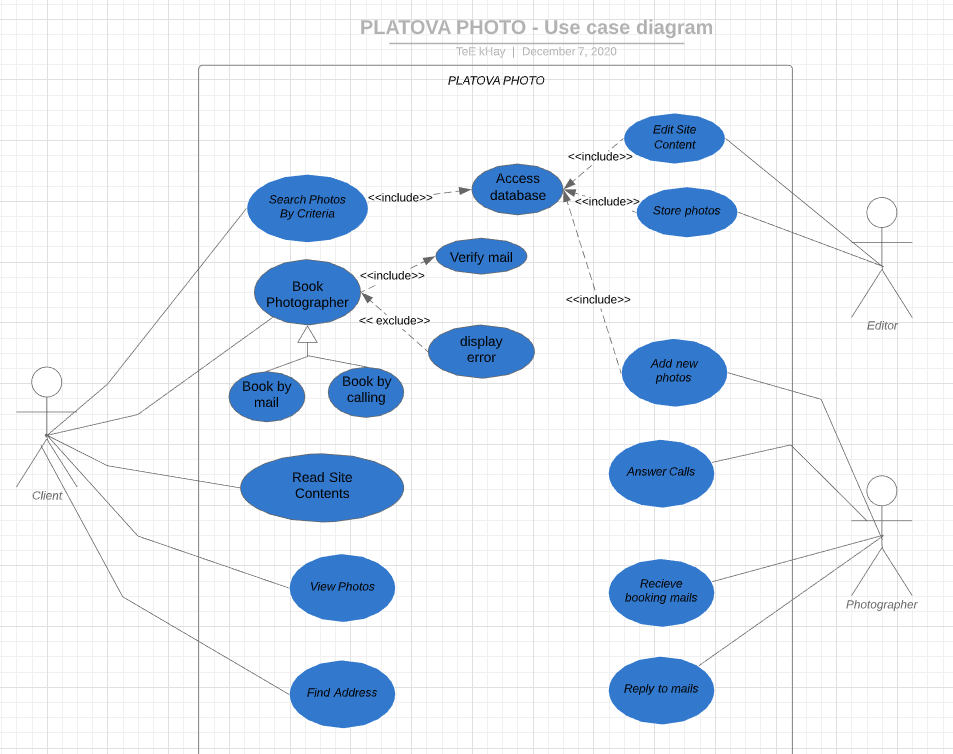 PLATOVA PHOTO - Use case diagram
TeE kHay | December 7, 2020
PLATOVA PHOTO
Edit Site
Content
<<include>>
Access
database
Search Photos
By Criteria
<<include>>
<<include>>
Store photos
Verify mail
<<include>>
Book
Photographer
<<include>>
<< exclude>>
display
error
Editor
Book by
mail
Book by
calling
Add new
photos
Client
Read Site
Contents
Answer Calls
View Photos
Recieve
booking mails
Photographer
Find Address
Reply to mails